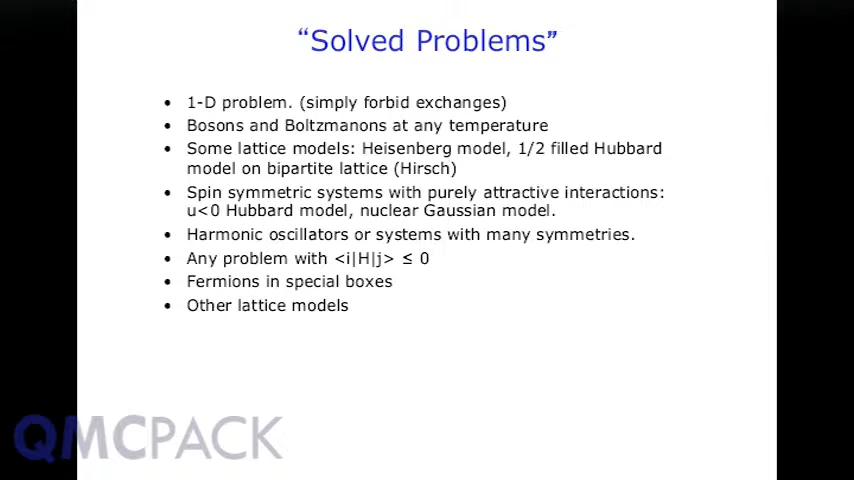 “Solved Problems”
• 1-D problem. (simply forbid exchanges)
• Bosons and Boltzmanons at any temperature
• Some lattice models: Heisenberg model, 1/2 filled Hubbard
model on bipartite lattice (Hirsch)
• Spin symmetric systems with purely attractive interactions:
u<0 Hubbard model, nuclear Gaussian model.
• Harmonic oscillators or systems with many symmetries.
• Any problem with <i|H|j> ≤ 0
• Fermions in special boxes
• Other lattice models
QMCPACK